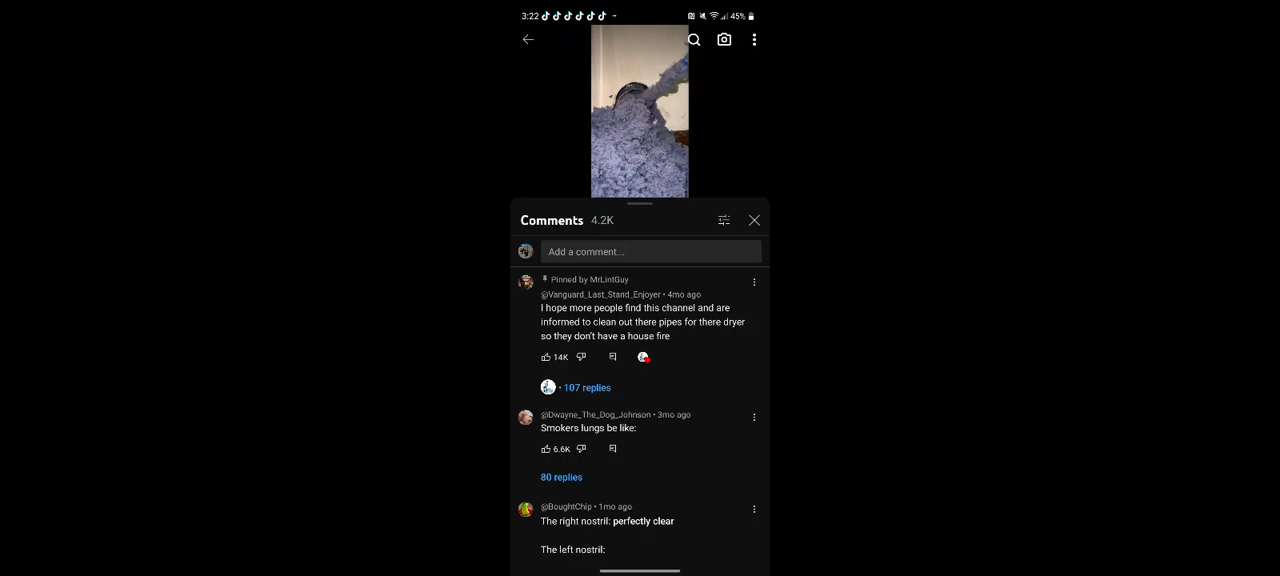 3:22
45%
Comments 4.2K
Add a comment...
Pinned by MrLintGuy
@Vanguard_Last_Stand_Enjoyer • 4mo ago
I hope more people find this channel and are
informed to clean out there pipes for there dryer
so they don't have a house fire
14K
• 107 replies
@Dwayne_The_Dog_Johnson • 3mo ago
Smokers lungs be like:
6.6K
80 replies
@BoughtChip • 1mo ago
The right nostril: perfectly clear
The left nostril: